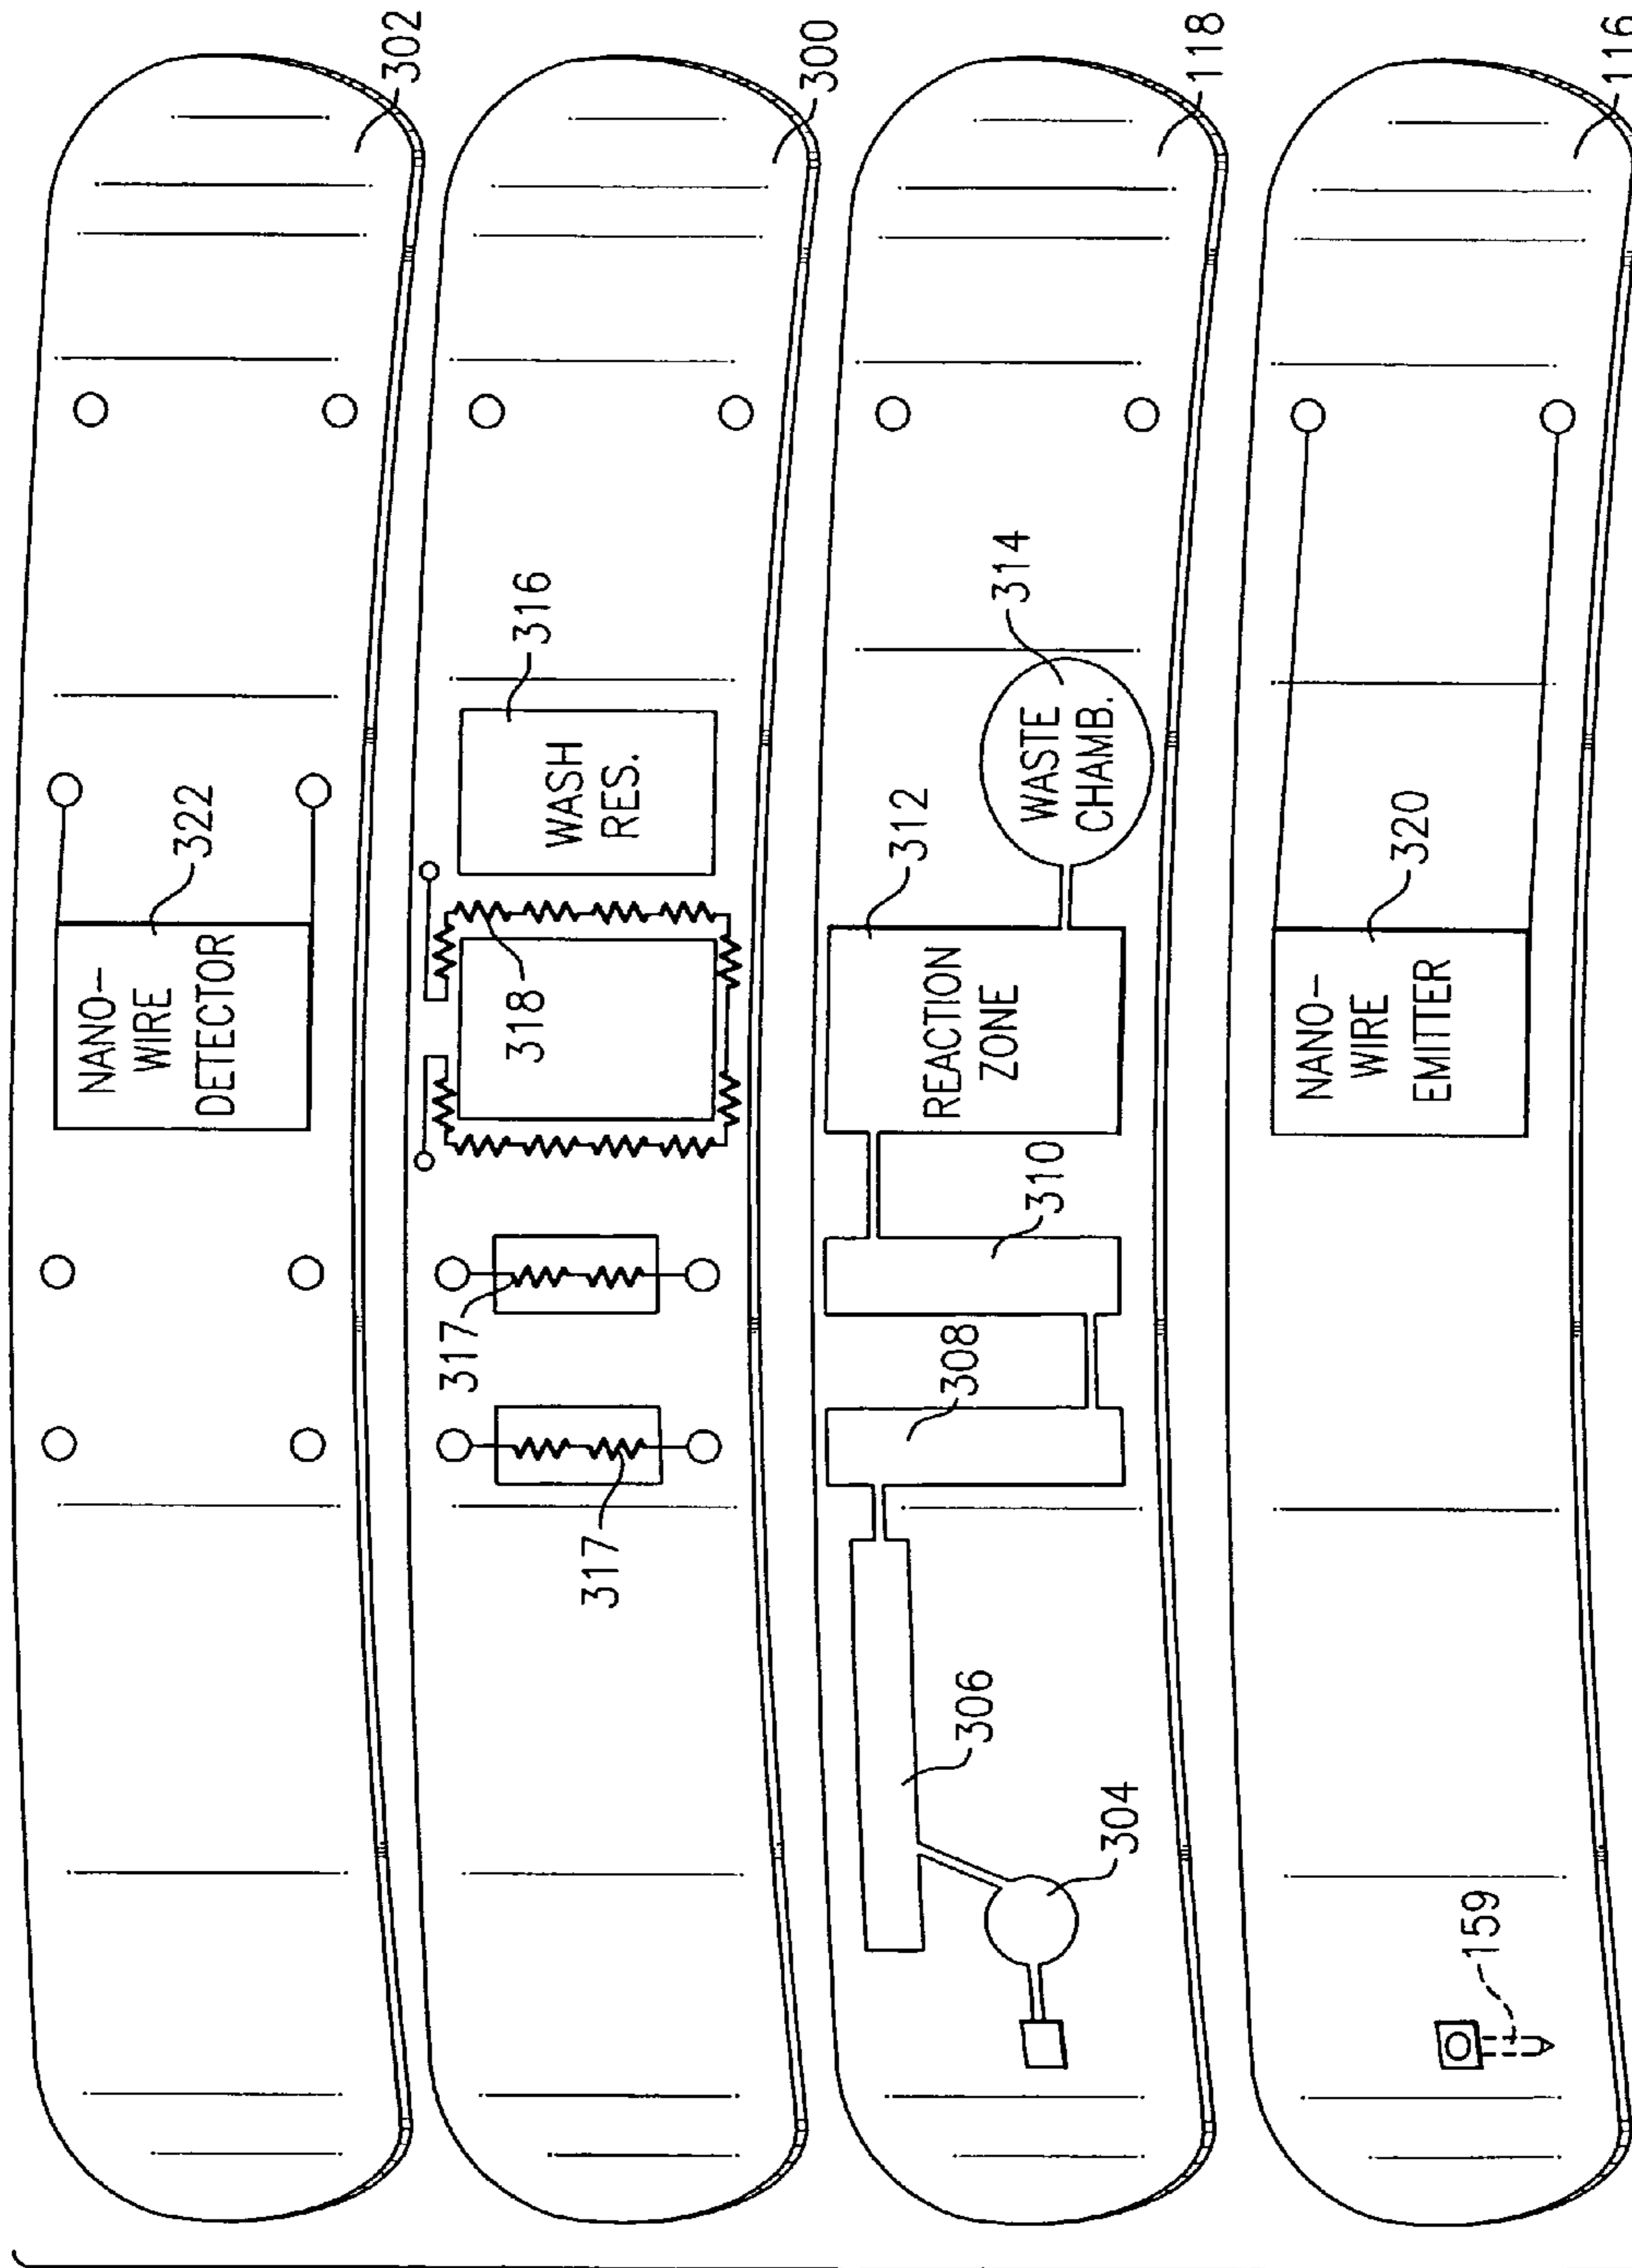 302
NANO-
WIRE
DETECTOR
322
300
316
WASH
RES.
318
317
317
118
314
WASTE
CHAMB.
312
REACTION
ZONE
310
308
306
304
116
320
NANO-
WIRE
EMITTER
159